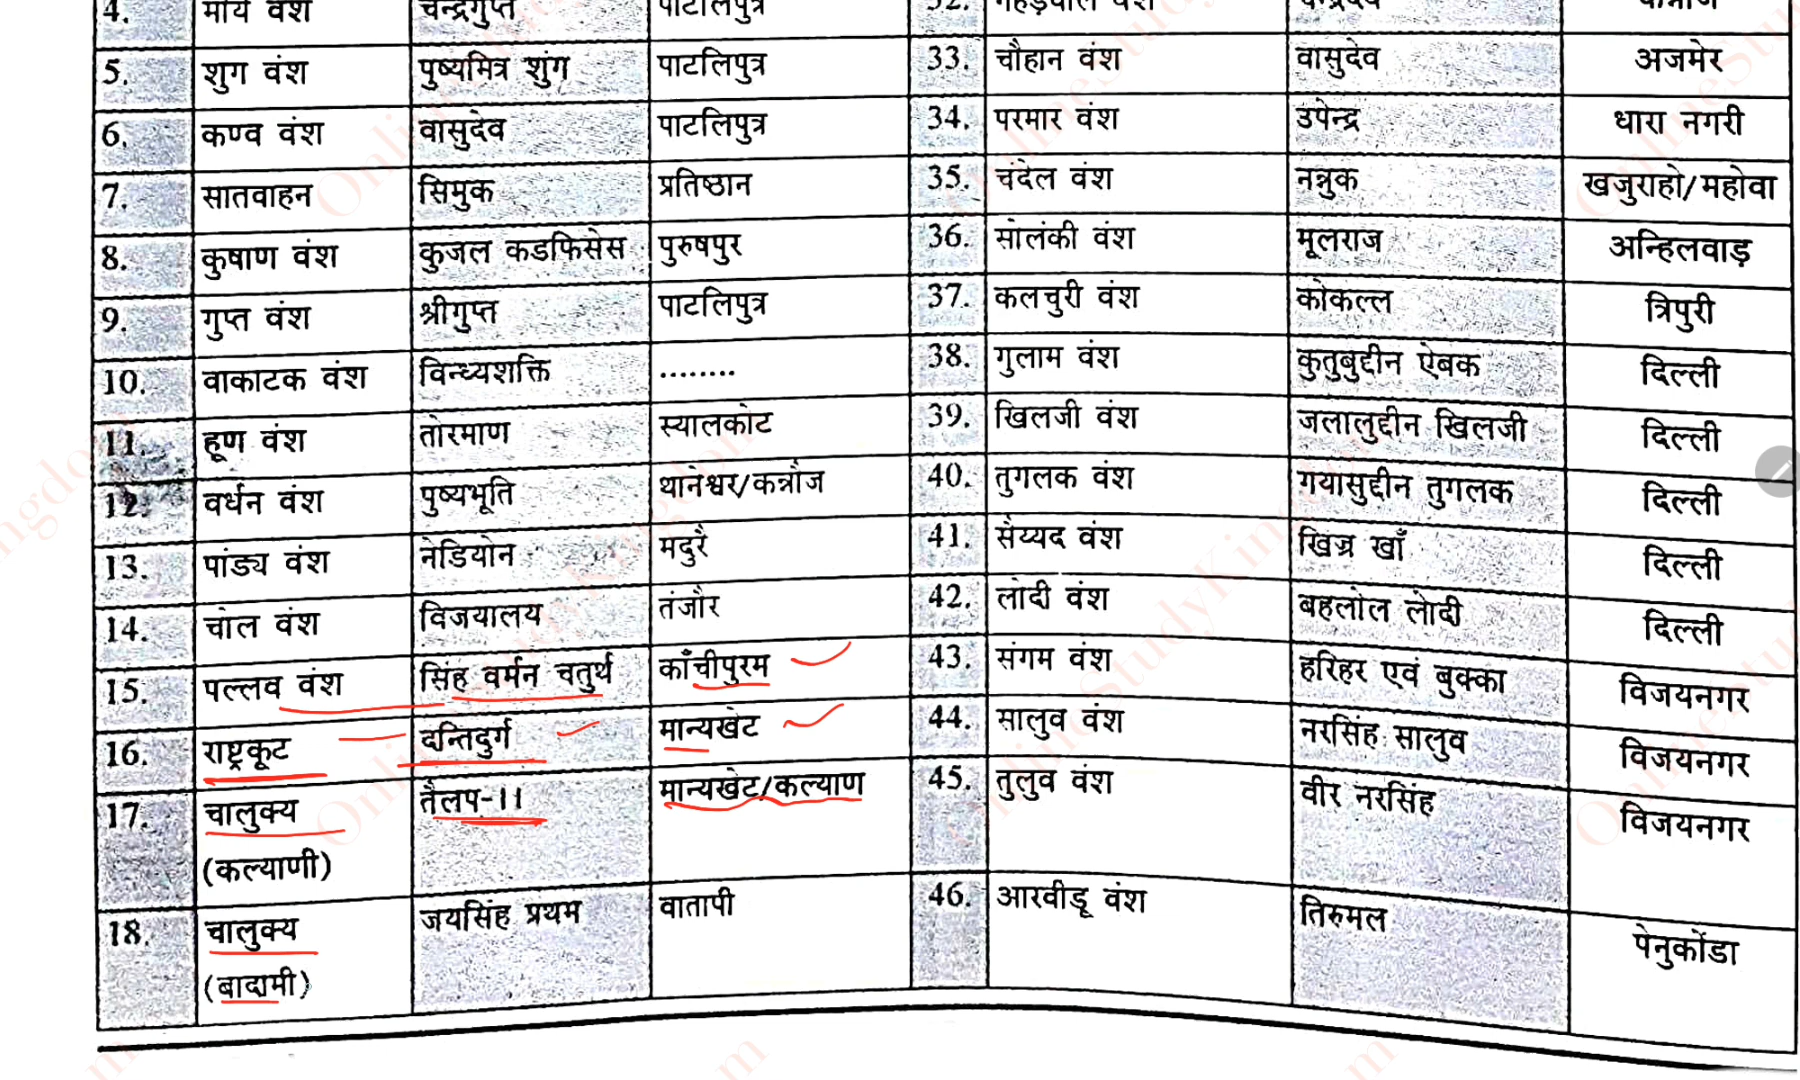 4. मौर्य वंश चन्द्रगुप्त पाटलिपुत्र
5. शुग वंश पुष्यमित्र शुंग पाटलिपुत्र
6. कण्व वंश वासुदेव पाटलिपुत्र
7. सातवाहन सिमुक प्रतिष्ठान
8. कुषाण वंश कुजल कडफिसेस पुरुषपुर
9. गुप्त वंश श्रीगुप्त पाटलिपुत्र
10. वाकाटक वंश विन्ध्यशक्ति ........
11. हूण वंश तोरमाण स्यालकोट
12. वर्धन वंश पुष्यभूति थानेश्वर/कन्नौज
13. पांड्य वंश नेडियोन मदुरै
14. चोल वंश विजयालय तंजौर
15. पल्लव वंश सिंह वर्मन चतुर्थ काँचीपुरम
16. राष्ट्रकूट दन्तिदुर्ग मान्यखेट
17. चालुक्य तैलप-II मान्यखेट/कल्याण
(कल्याणी)
18. चालुक्य जयसिंह प्रथम वातापी
(बादामी)
32. गहड़वाल वंश चन्द्रदेव कन्नौज
33. चौहान वंश वासुदेव अजमेर
34. परमार वंश उपेन्द्र धारा नगरी
35. चंदेल वंश नन्नुक खजुराहो/महोवा
36. सोलंकी वंश मूलराज अन्हिलवाड़
37. कलचुरी वंश कोकल्ल त्रिपुरी
38. गुलाम वंश कुतुबुद्दीन ऐबक दिल्ली
39. खिलजी वंश जलालुद्दीन खिलजी दिल्ली
40. तुगलक वंश गयासुद्दीन तुगलक दिल्ली
41. सैय्यद वंश खिज्र खाँ दिल्ली
42. लोदी वंश बहलोल लोदी दिल्ली
43. संगम वंश हरिहर एवं बुक्का विजयनगर
44. सालुव वंश नरसिंह सालुव विजयनगर
45. तुलुव वंश वीर नरसिंह विजयनगर
46. आरवीडू वंश तिरुमल पेनुकोंडा